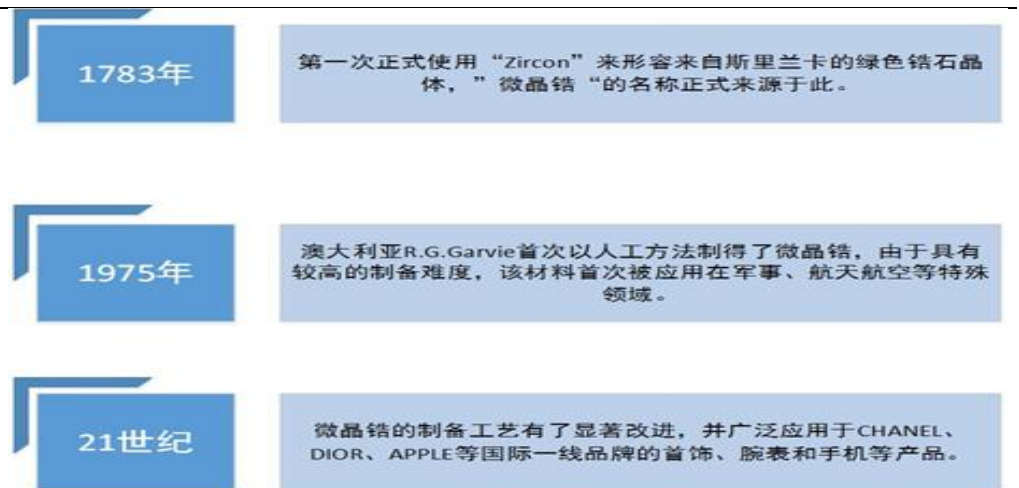 1783年
第一次正式使用“Zircon”来形容来自斯里兰卡的绿色锆石晶
体，”微晶锆“的名称正式来源于此。
1975年
澳大利亚R.G.Garvie首次以人工方法制得了微晶锆，由于具有
较高的制备难度，该材料首次被应用在军事、航天航空等特殊
领域。
21世纪
微晶锆的制备工艺有了显著改进，并广泛应用于CHANEL、
DIOR、APPLE等国际一线品牌的首饰、腕表和手机等产品。